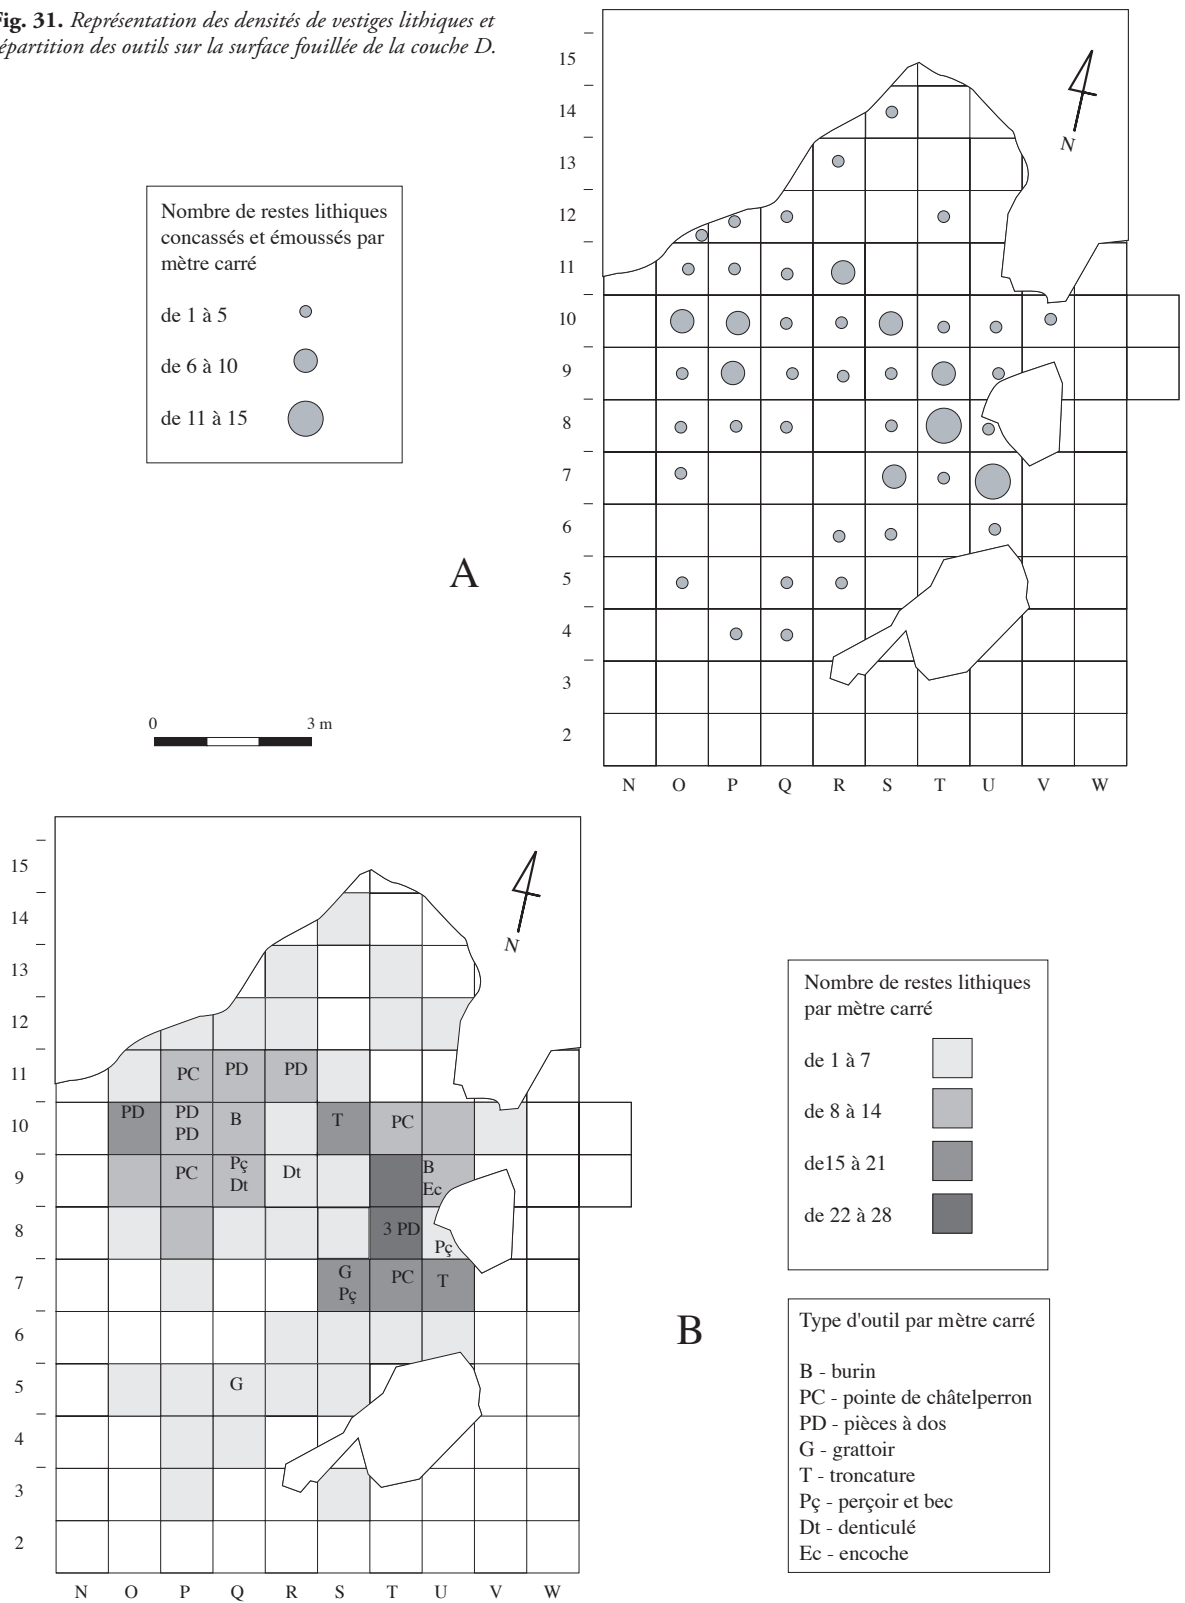 Fig. 31. Représentation des densités de vestiges lithiques et
répartition des outils sur la surface fouillée de la couche D.
15
14
13
12
11
10
9
8
7
6
5
4
3
2
N
N O P Q R S T U V W
Nombre de restes lithiques
concassés et émoussés par
mètre carré
de 1 à 5
de 6 à 10
de 11 à 15
A
0 3 m
15
14
13
12
11
10
9
8
7
6
5
4
3
2
N
PC PD PD
PD PD B T PC
PD
PC Pç Dt B
Dt Ec
3 PD
Pç
G PC T
Pç
G
N O P Q R S T U V W
Nombre de restes lithiques
par mètre carré
de 1 à 7
de 8 à 14
de15 à 21
de 22 à 28
B
Type d'outil par mètre carré
B - burin
PC - pointe de châtelperron
PD - pièces à dos
G - grattoir
T - troncature
Pç - perçoir et bec
Dt - denticulé
Ec - encoche